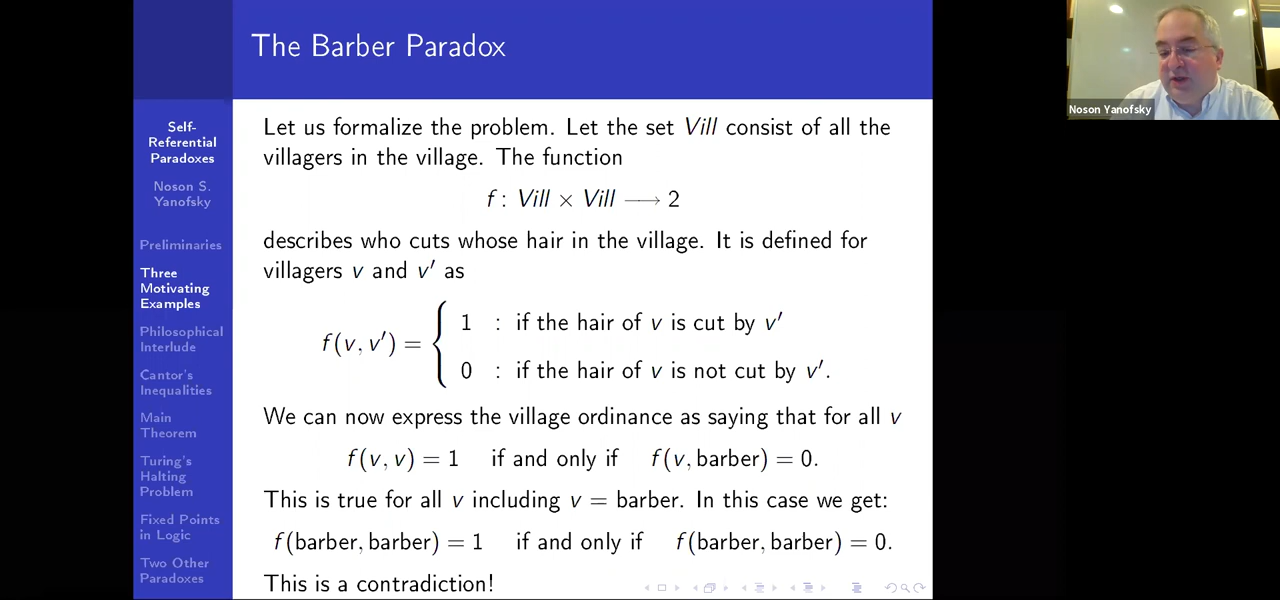 The Barber Paradox
Self-
Referential
Paradoxes
Noson S.
Yanofsky
Preliminaries
Three
Motivating
Examples
Philosophical
Interlude
Cantor's
Inequalities
Main
Theorem
Turing's
Halting
Problem
Fixed Points
in Logic
Two Other
Paradoxes
Let us formalize the problem. Let the set Vill consist of all the
villagers in the village. The function
f : Vill × Vill ⟶ 2
describes who cuts whose hair in the village. It is defined for
villagers v and v′ as
f(v, v′) = { 1 : if the hair of v is cut by v′
0 : if the hair of v is not cut by v′.
We can now express the village ordinance as saying that for all v
f(v, v) = 1 if and only if f(v, barber) = 0.
This is true for all v including v = barber. In this case we get:
f(barber, barber) = 1 if and only if f(barber, barber) = 0.
This is a contradiction!
Noson Yanofsky